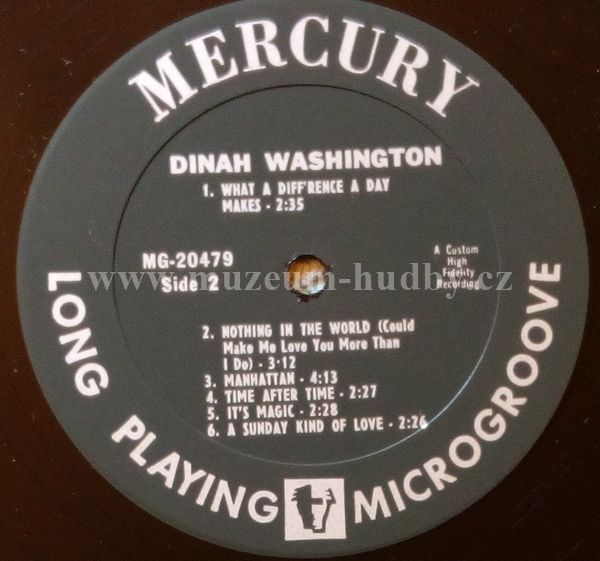 MERCURY
DINAH WASHINGTON
1. WHAT A DIFF'RENCE A DAY
MAKES - 2:35
MG-20479
Side 2
A Custom
High
Fidelity
Recording
www.muzeum-hudby.cz
2. NOTHING IN THE WORLD (Could
Make Me Love You More Than
I Do) - 3:12
3. MANHATTAN - 4:13
4. TIME AFTER TIME - 2:27
5. IT'S MAGIC - 2:28
6. A SUNDAY KIND OF LOVE - 2:26
LONG PLAYING MICROGROOVE